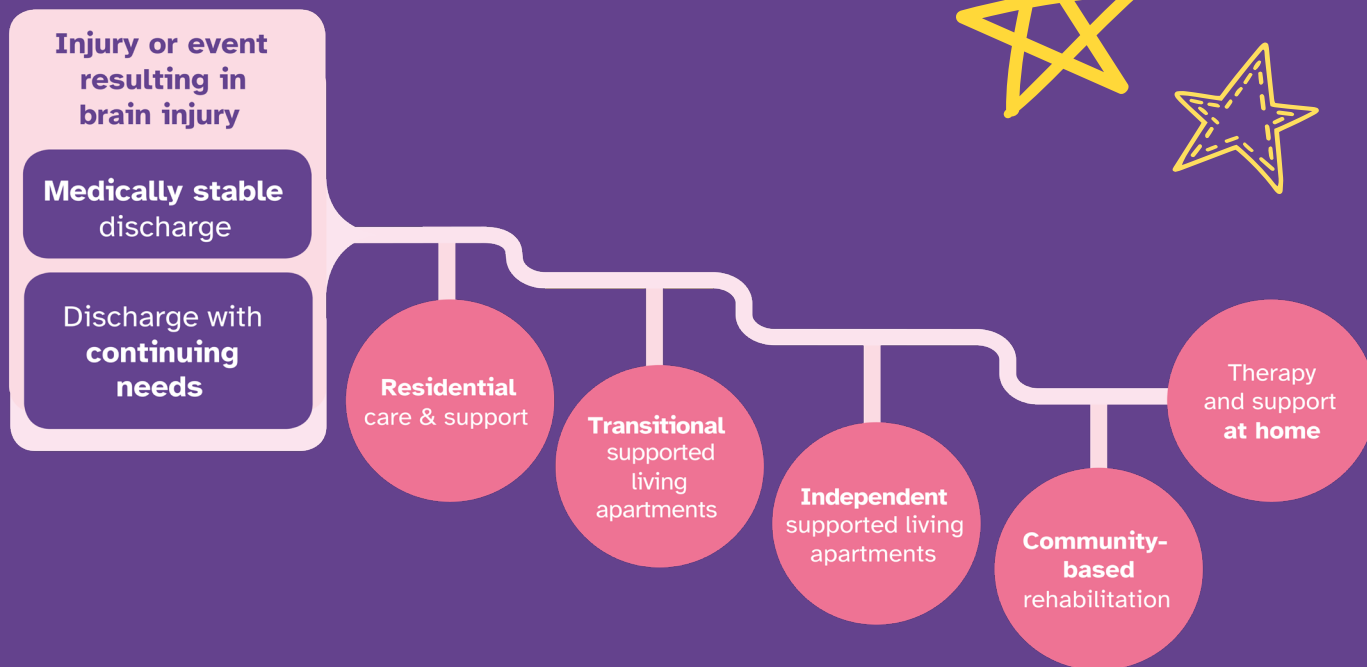 Injury or event
resulting in
brain injury
Medically stable
discharge
Discharge with
continuing
needs
Residential
care & support
Transitional
supported
living
apartments
Independent
supported living
apartments
Community-
based
rehabilitation
Therapy
and support
at home